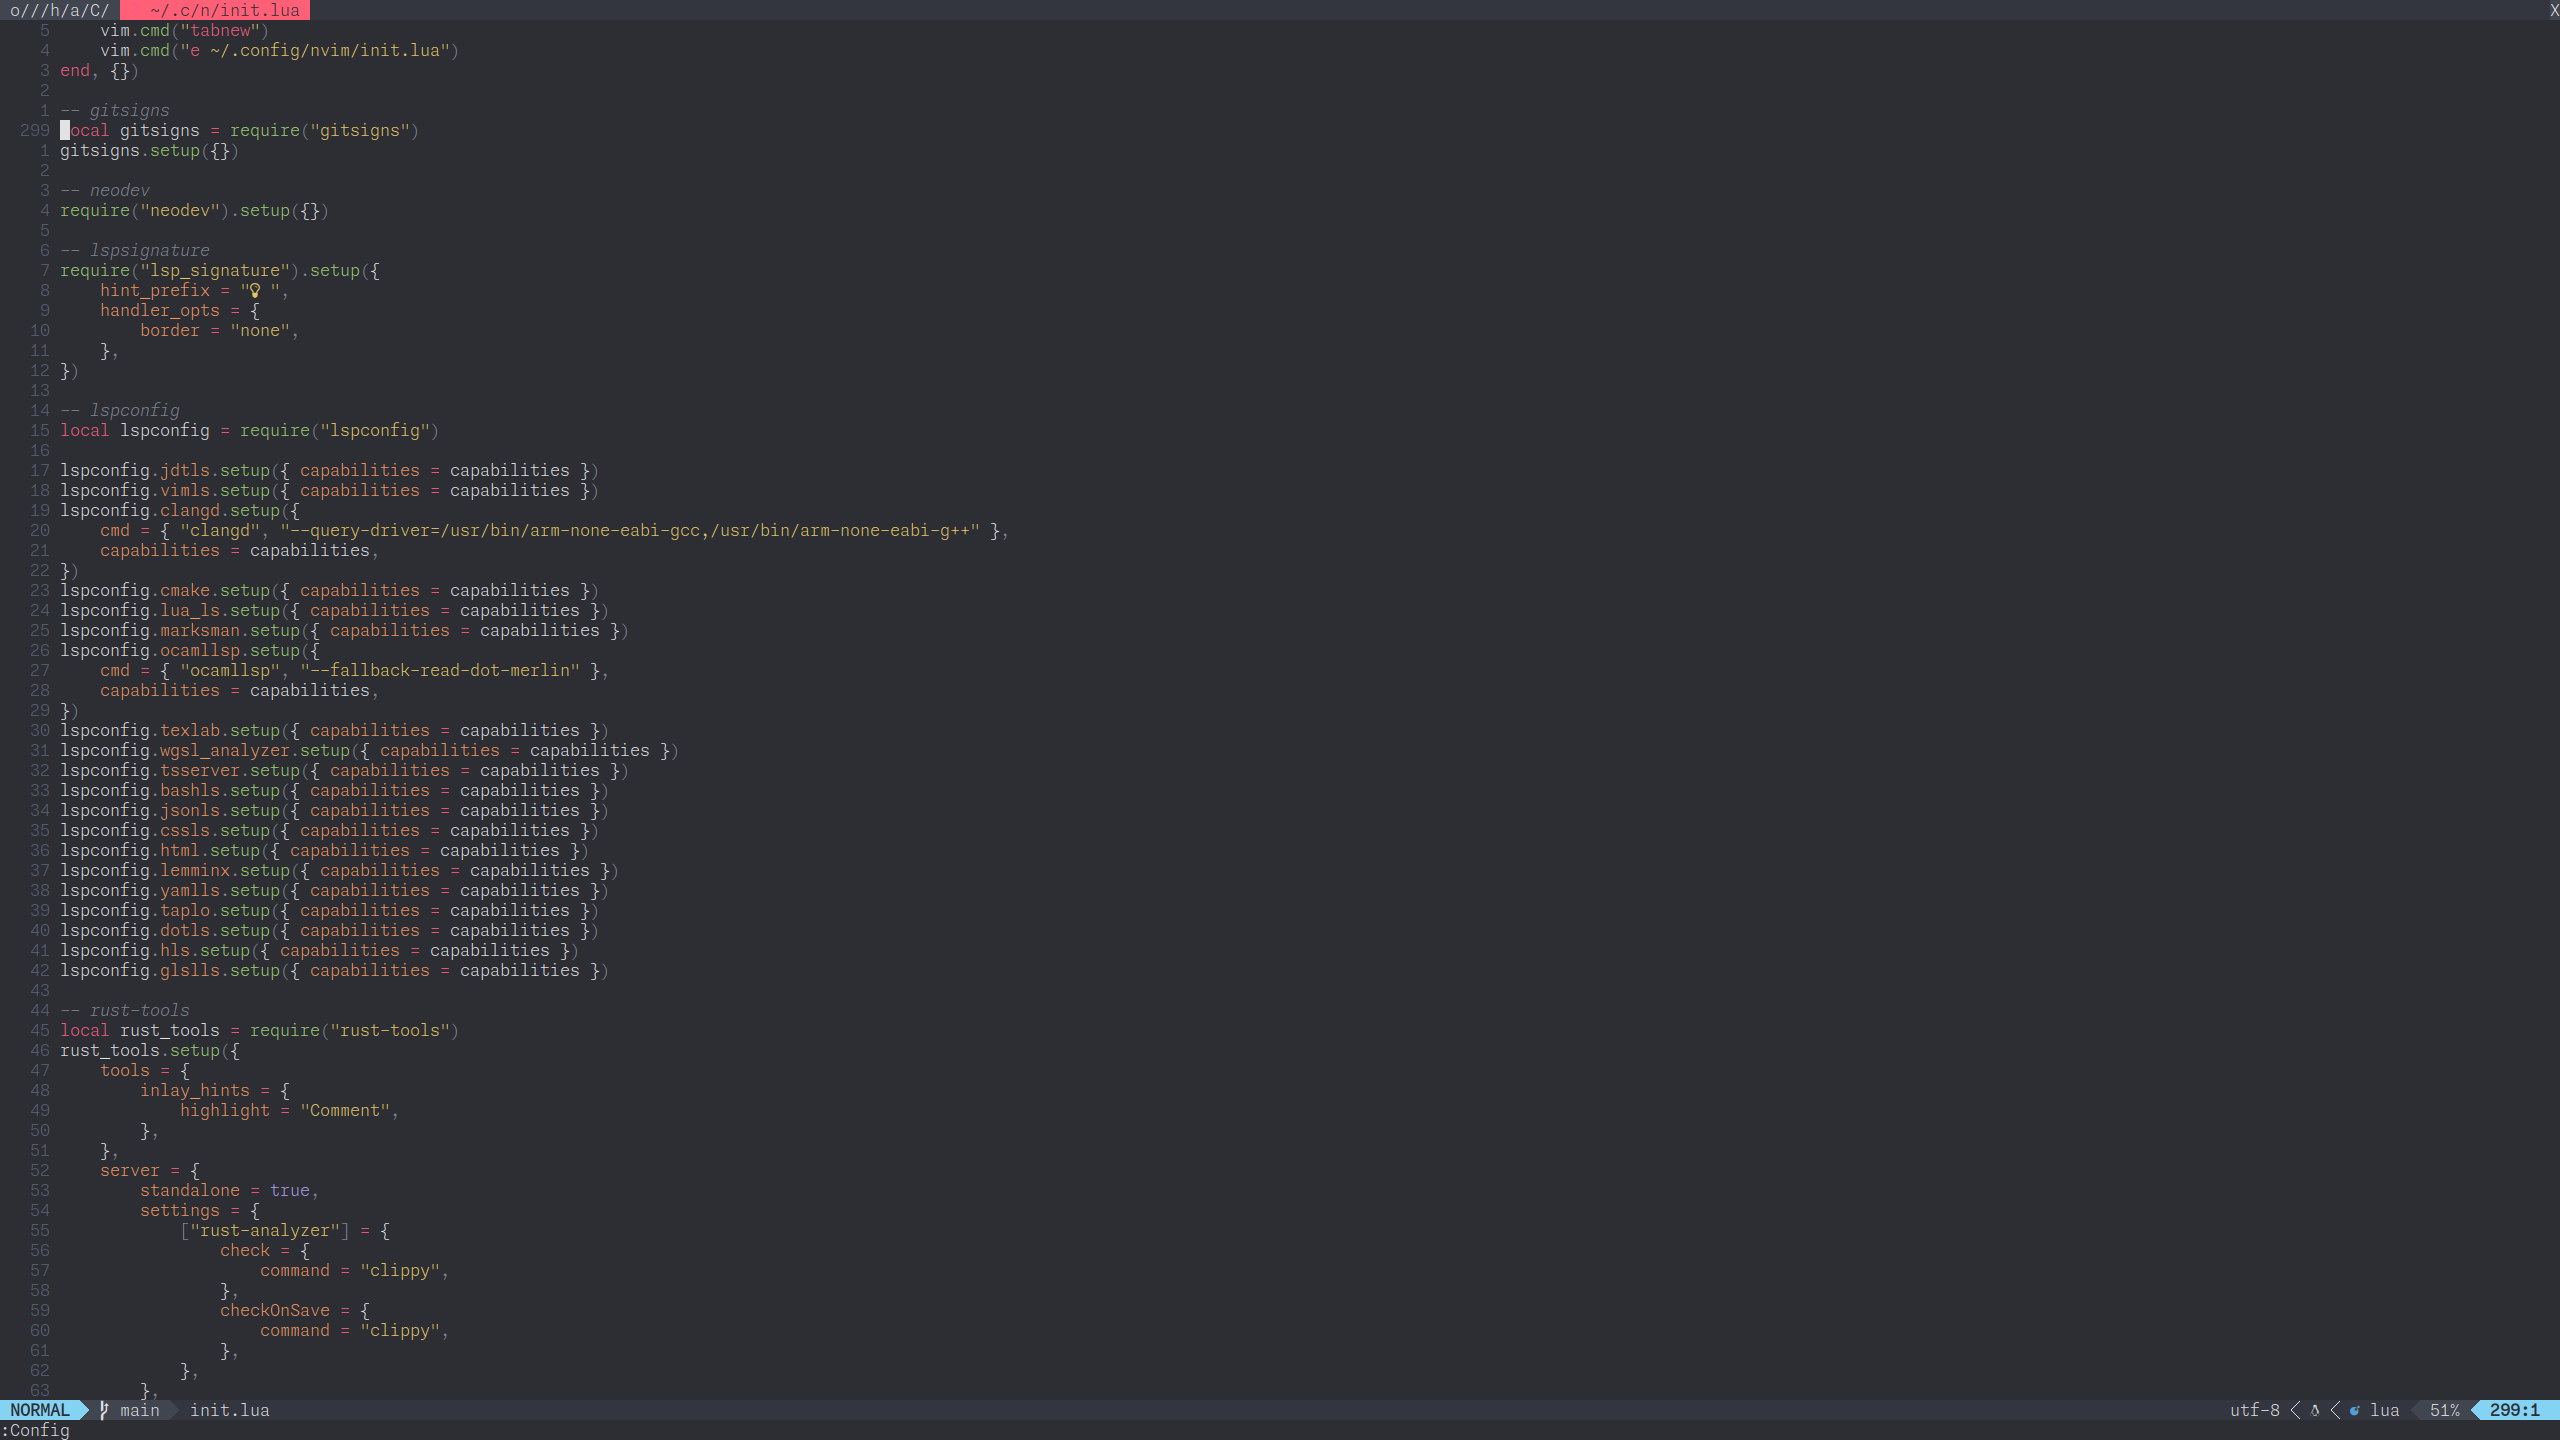 o///h/a/C/ ~/.c/n/init.lua X
5     vim.cmd("tabnew")
4     vim.cmd("e ~/.config/nvim/init.lua")
3 end, {})
2
1 -- gitsigns
299 local gitsigns = require("gitsigns")
1 gitsigns.setup({})
2
3 -- neodev
4 require("neodev").setup({})
5
6 -- lspsignature
7 require("lsp_signature").setup({
8     hint_prefix = " ",
9     handler_opts = {
10         border = "none",
11     },
12 })
13
14 -- lspconfig
15 local lspconfig = require("lspconfig")
16
17 lspconfig.jdtls.setup({ capabilities = capabilities })
18 lspconfig.vimls.setup({ capabilities = capabilities })
19 lspconfig.clangd.setup({
20     cmd = { "clangd", "--query-driver=/usr/bin/arm-none-eabi-gcc,/usr/bin/arm-none-eabi-g++" },
21     capabilities = capabilities,
22 })
23 lspconfig.cmake.setup({ capabilities = capabilities })
24 lspconfig.lua_ls.setup({ capabilities = capabilities })
25 lspconfig.marksman.setup({ capabilities = capabilities })
26 lspconfig.ocamllsp.setup({
27     cmd = { "ocamllsp", "--fallback-read-dot-merlin" },
28     capabilities = capabilities,
29 })
30 lspconfig.texlab.setup({ capabilities = capabilities })
31 lspconfig.wgsl_analyzer.setup({ capabilities = capabilities })
32 lspconfig.tsserver.setup({ capabilities = capabilities })
33 lspconfig.bashls.setup({ capabilities = capabilities })
34 lspconfig.jsonls.setup({ capabilities = capabilities })
35 lspconfig.cssls.setup({ capabilities = capabilities })
36 lspconfig.html.setup({ capabilities = capabilities })
37 lspconfig.lemminx.setup({ capabilities = capabilities })
38 lspconfig.yamlls.setup({ capabilities = capabilities })
39 lspconfig.taplo.setup({ capabilities = capabilities })
40 lspconfig.dotls.setup({ capabilities = capabilities })
41 lspconfig.hls.setup({ capabilities = capabilities })
42 lspconfig.glslls.setup({ capabilities = capabilities })
43
44 -- rust-tools
45 local rust_tools = require("rust-tools")
46 rust_tools.setup({
47     tools = {
48         inlay_hints = {
49             highlight = "Comment",
50         },
51     },
52     server = {
53         standalone = true,
54         settings = {
55             ["rust-analyzer"] = {
56                 check = {
57                     command = "clippy",
58                 },
59                 checkOnSave = {
60                     command = "clippy",
61                 },
62             },
63         },
NORMAL main init.lua utf-8 lua 51% 299:1
:Config